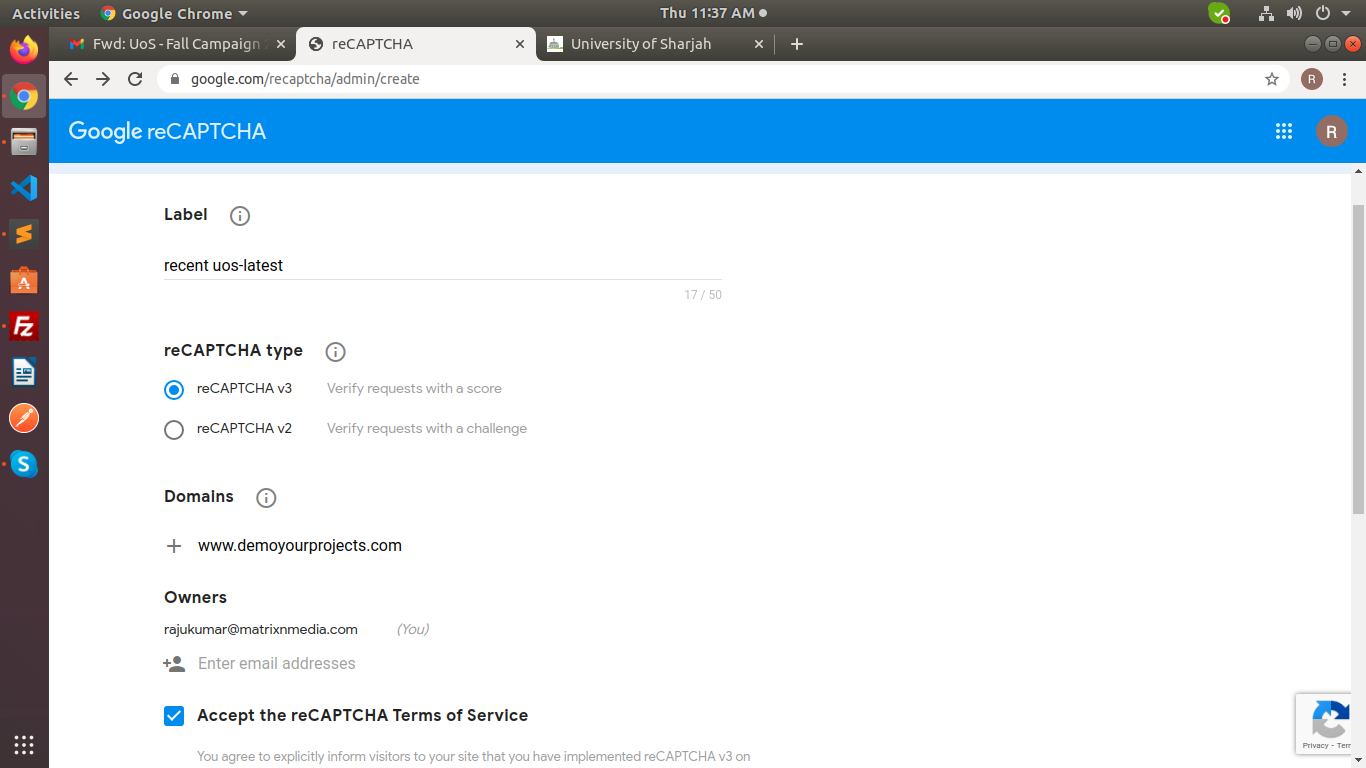 Activities Google Chrome Thu 11:37 AM
Fwd: UoS - Fall Campaign reCAPTCHA University of Sharjah
google.com/recaptcha/admin/create R
Google reCAPTCHA R
Label
recent uos-latest
17 / 50
reCAPTCHA type
reCAPTCHA v3 Verify requests with a score
reCAPTCHA v2 Verify requests with a challenge
Domains
www.demoyourprojects.com
Owners
rajukumar@matrixnmedia.com (You)
Enter email addresses
Accept the reCAPTCHA Terms of Service
Privacy - Term
You agree to explicitly inform visitors to your site that you have implemented reCAPTCHA v3 on